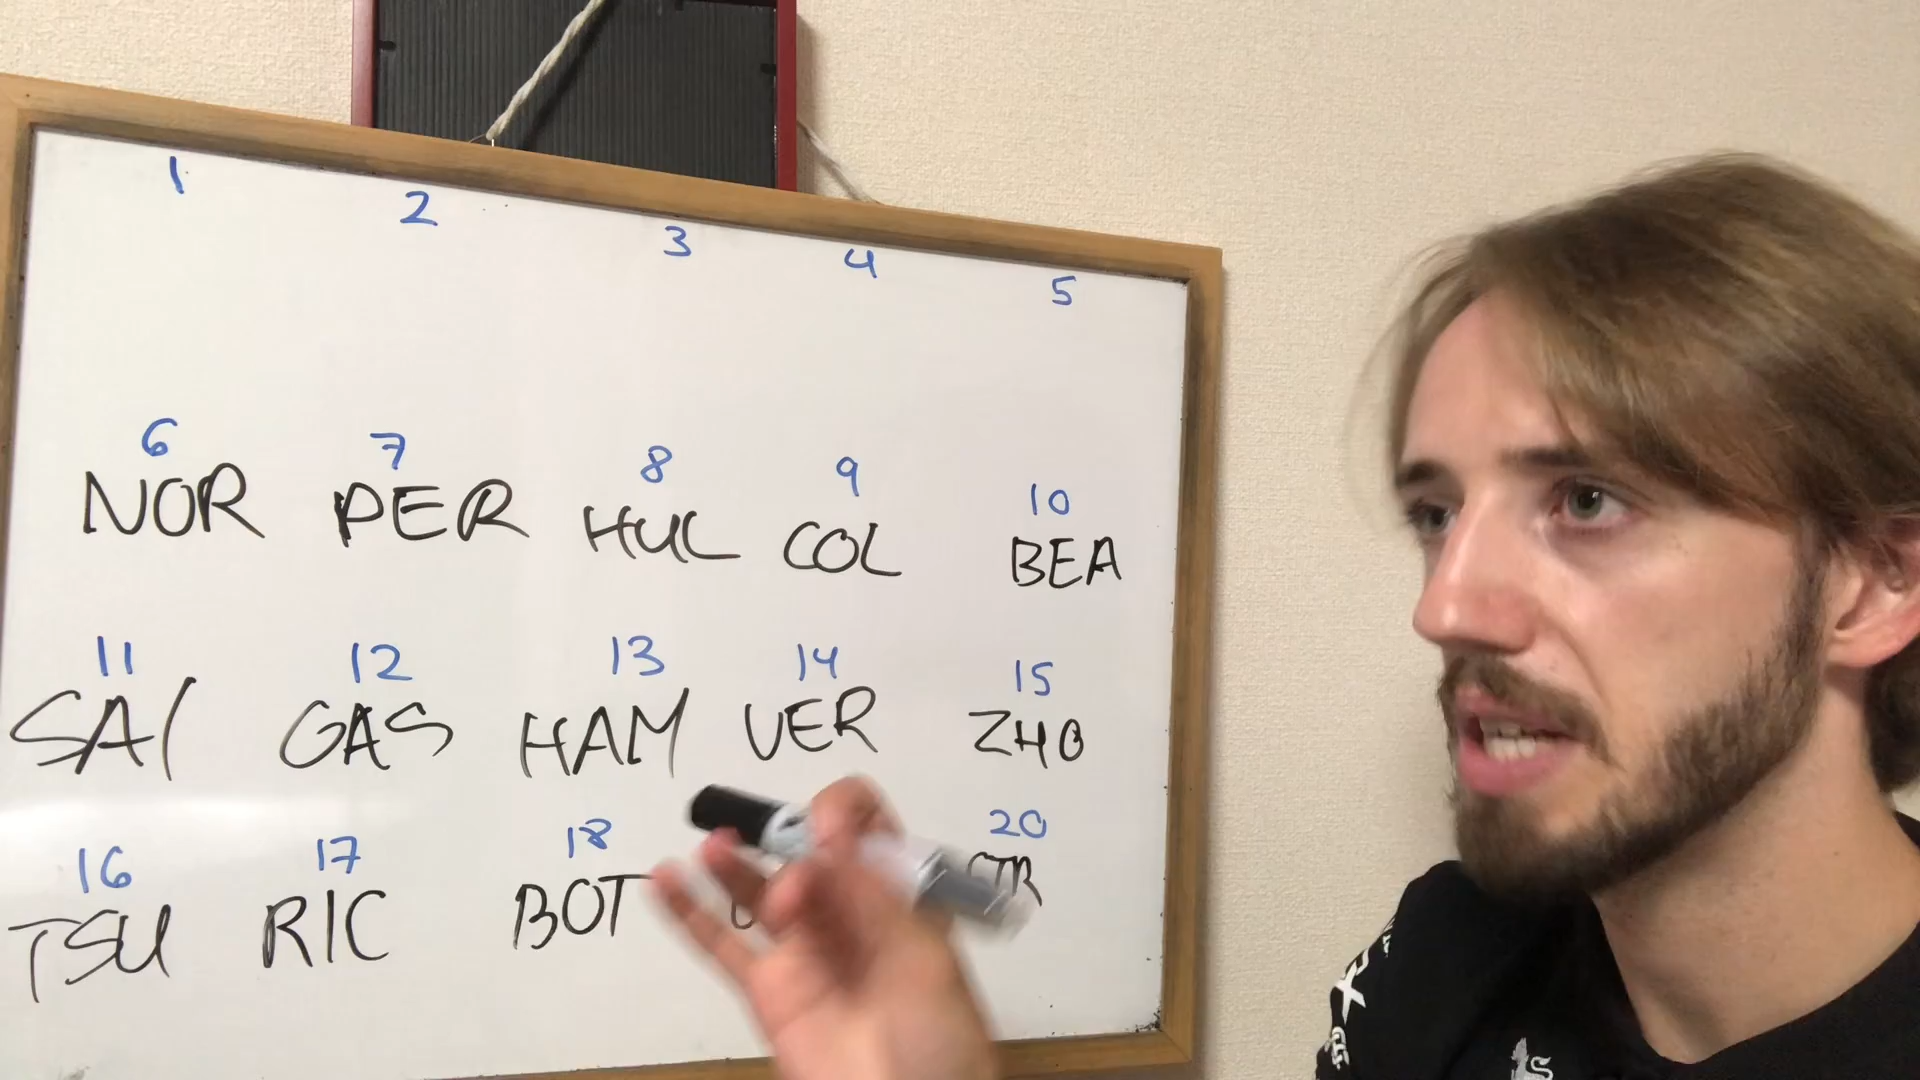 1 2 3 4 5
6 7 8 9 10
NOR PER HUL COL BEA
11 12 13 14 15
SAI GAS HAM VER ZHO
16 17 18 20
TSU RIC BOT STR